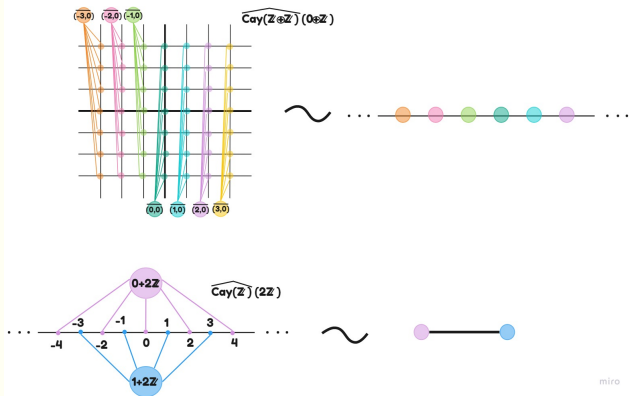 (-3,0) (-2,0) (-1,0)
Cay(ℤ⊕ℤ) (0⊕ℤ)
(0,0) (1,0) (2,0) (3,0)
0+2ℤ
Cay(ℤ) (2ℤ)
-3 -1 1 3
-4 -2 0 2 4
1+2ℤ
miro